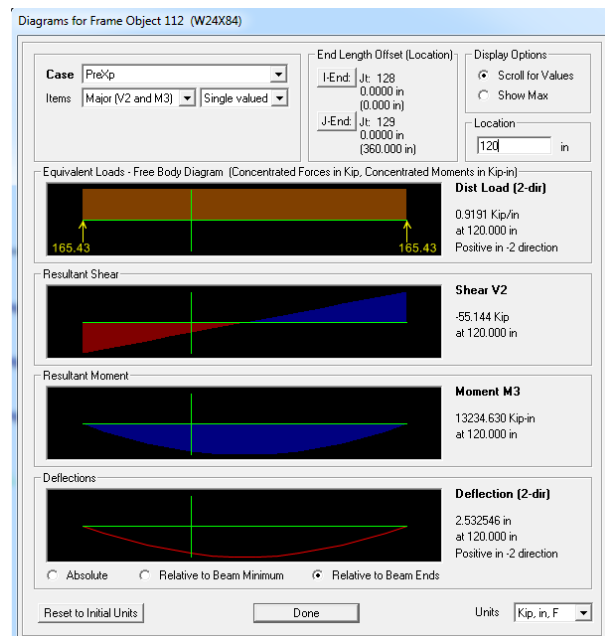 Diagrams for Frame Object 112 (W24X84)
Case PreXp
Items Major (V2 and M3) Single valued
End Length Offset (Location)
I-End: Jt: 128
0.0000 in
(0.000 in)
J-End: Jt: 129
0.0000 in
(360.000 in)
Display Options
Scroll for Values
Show Max
Location
120 in
Equivalent Loads - Free Body Diagram (Concentrated Forces in Kip, Concentrated Moments in Kip-in)
165.43 165.43
Dist Load (2-dir)
0.9191 Kip/in
at 120.000 in
Positive in -2 direction
Resultant Shear
Shear V2
-55.144 Kip
at 120.000 in
Resultant Moment
Moment M3
13234.630 Kip-in
at 120.000 in
Deflections
Deflection (2-dir)
2.532546 in
at 120.000 in
Positive in -2 direction
Absolute Relative to Beam Minimum Relative to Beam Ends
Reset to Initial Units Done Units Kip, in, F